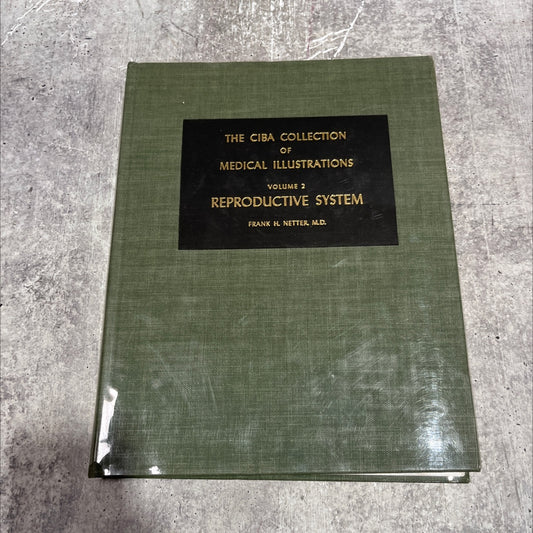 THE CIBA COLLECTION
OF
MEDICAL ILLUSTRATIONS
VOLUME 2
REPRODUCTIVE SYSTEM
FRANK H. NETTER, M.D.